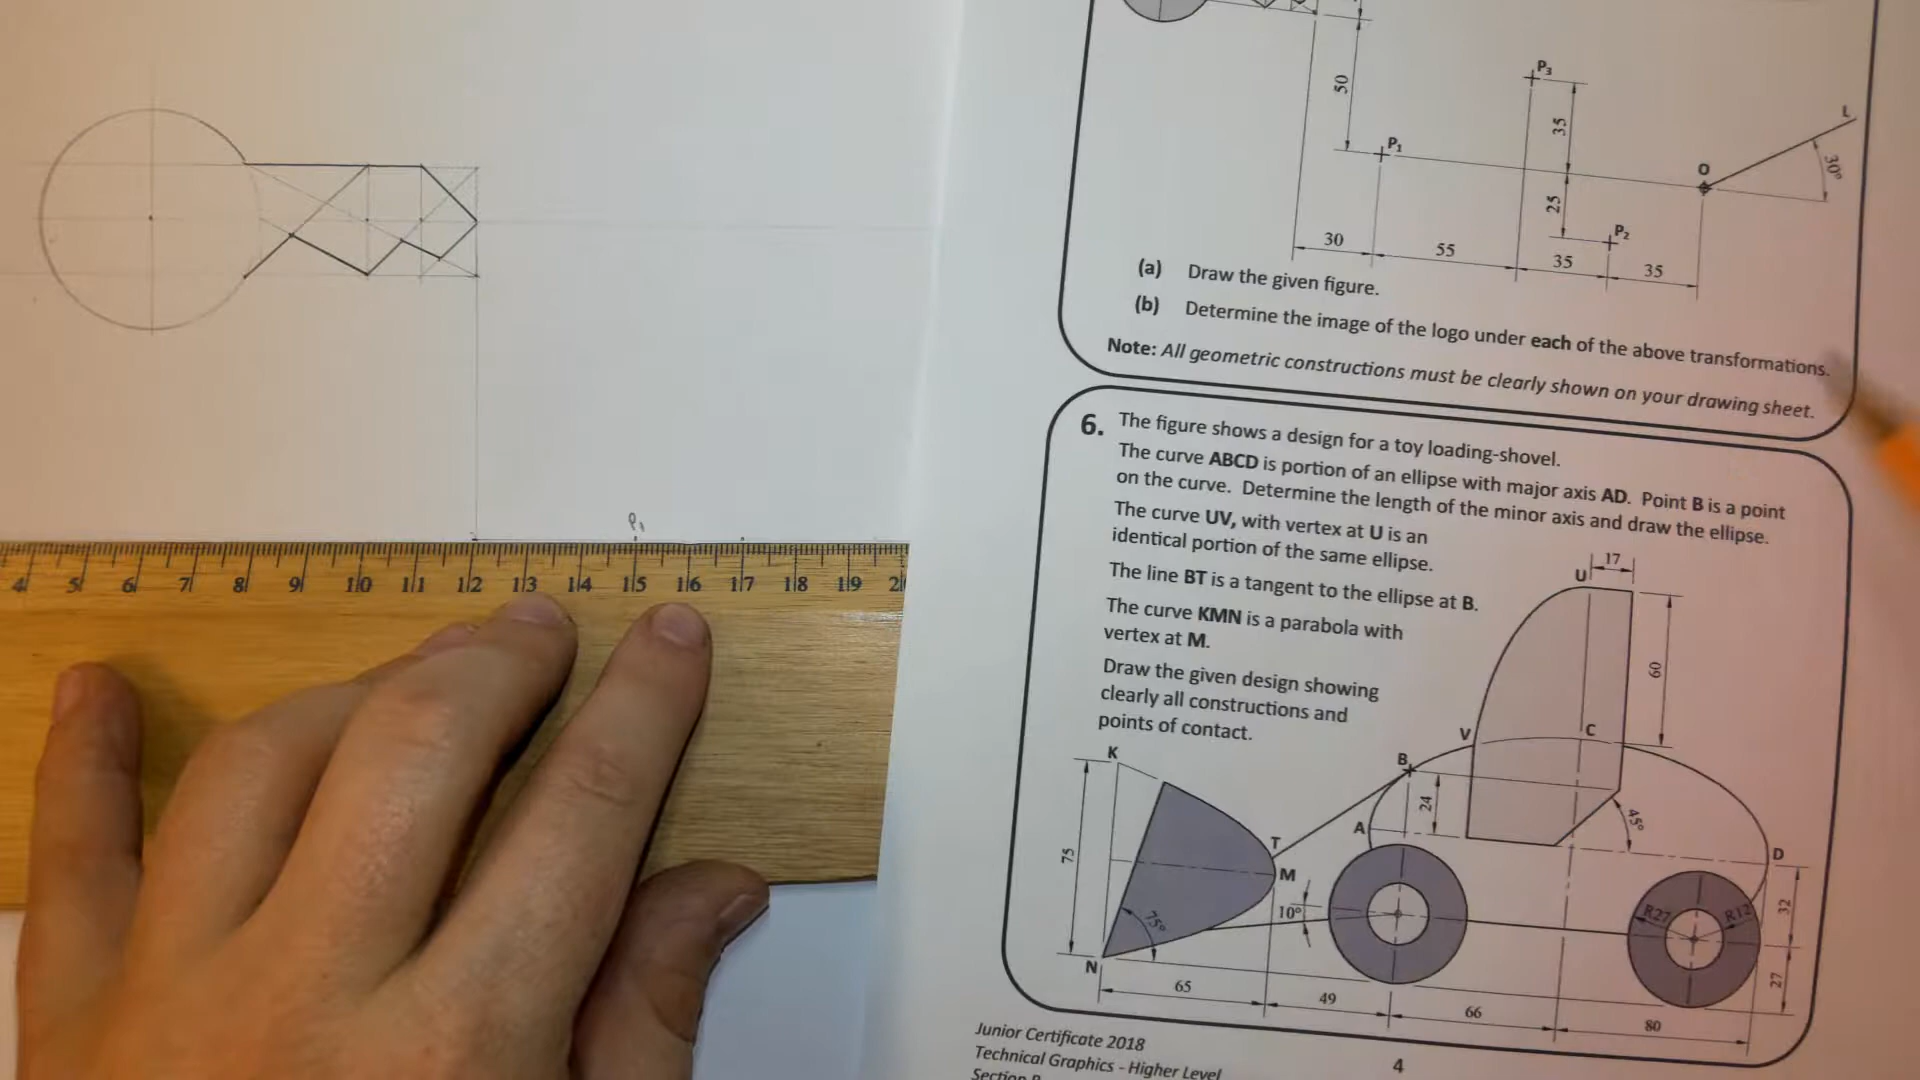 P₃
50
35
L
P₁
O
30°
25
P₂
30
55
35
35
(a) Draw the given figure.
(b) Determine the image of the logo under each of the above transformations.
Note: All geometric constructions must be clearly shown on your drawing sheet.
6. The figure shows a design for a toy loading-shovel.
The curve ABCD is portion of an ellipse with major axis AD. Point B is a point
on the curve. Determine the length of the minor axis and draw the ellipse.
The curve UV, with vertex at U is an
identical portion of the same ellipse.
The line BT is a tangent to the ellipse at B.
The curve KMN is a parabola with
vertex at M.
Draw the given design showing
clearly all constructions and
points of contact.
U
17
60
V
C
K
B
24
A
45°
T
D
75
M
10°
R27
R12
32
75°
N
27
65
49
66
80
Junior Certificate 2018
Technical Graphics - Higher Level
4
P₁
4 5 6 7 8 9 10 11 12 13 14 15 16 17 18 19